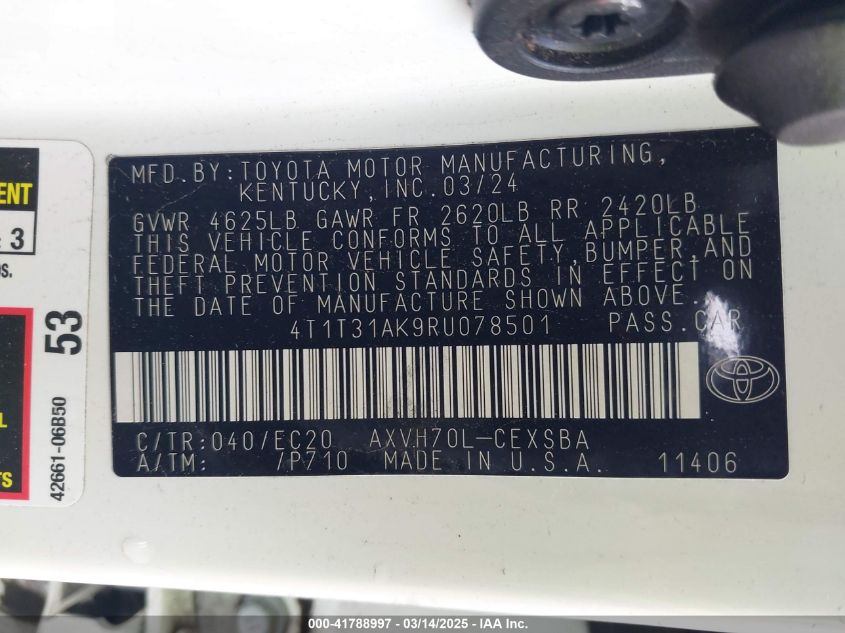 MFD.BY:TOYOTA MOTOR MANUFACTURING,
KENTUCKY,INC.03/24
GVWR 4625LB GAWR FR 2620LB RR 2420LB
THIS VEHICLE CONFORMS TO ALL APPLICABLE
FEDERAL MOTOR VEHICLE SAFETY,BUMPER,AND
THEFT PREVENTION STANDARDS IN EFFECT ON
THE DATE OF MANUFACTURE SHOWN ABOVE.
4T1T31AK9RU078501 PASS.CAR
C/TR:040/EC20 AXVH70L-CEXSBA
A/TM: 7P710 MADE IN U.S.A. 11406
ENT
: 3
OS.
53
42661-06B50
L
TS
000-41788997 - 03/14/2025 - IAA Inc.